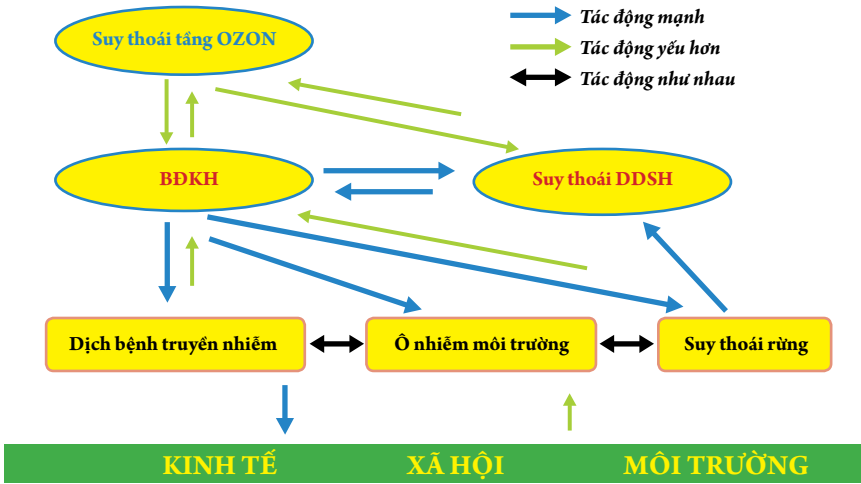 Suy thoái tầng OZON
Tác động mạnh
Tác động yếu hơn
Tác động như nhau
BĐKH
Suy thoái DDSH
Dịch bệnh truyền nhiễm
Ô nhiễm môi trường
Suy thoái rừng
KINH TẾ
XÃ HỘI
MÔI TRƯỜNG